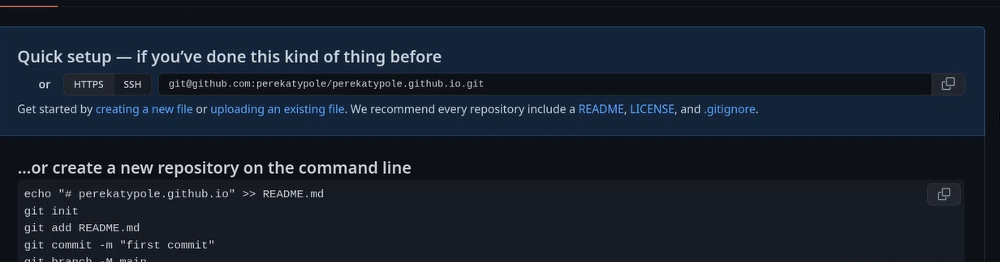 Quick setup — if you’ve done this kind of thing before
or HTTPS SSH git@github.com:perekatypole/perekatypole.github.io.git
Get started by creating a new file or uploading an existing file. We recommend every repository include a README, LICENSE, and .gitignore.
…or create a new repository on the command line
echo "# perekatypole.github.io" >> README.md
git init
git add README.md
git commit -m "first commit"
git branch -M main